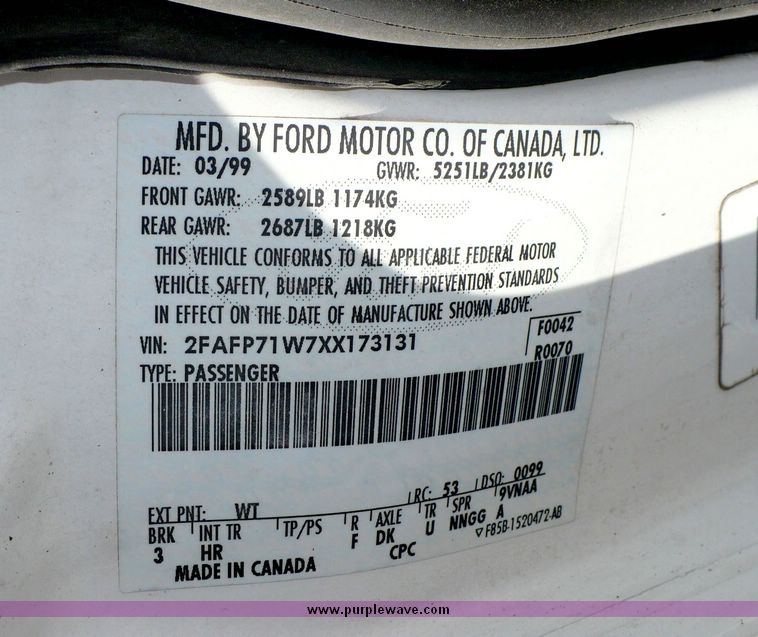 MFD. BY FORD MOTOR CO. OF CANADA, LTD.
DATE: 03/99 GVWR: 5251LB/2381KG
FRONT GAWR: 2589LB 1174KG
REAR GAWR: 2687LB 1218KG
THIS VEHICLE CONFORMS TO ALL APPLICABLE FEDERAL MOTOR
VEHICLE SAFETY, BUMPER, AND THEFT PREVENTION STANDARDS
IN EFFECT ON THE DATE OF MANUFACTURE SHOWN ABOVE.
VIN: 2FAFP71W7XX173131 F0042
TYPE: PASSENGER R0070
EXT PNT: WT RC: 53 DSO: 0099
BRK INT TR TP/PS R AXLE TR SPR 9VNAA
3 HR F DK U NNGG A
CPC ▽F85B-1520472-AB
MADE IN CANADA
www.purplewave.com